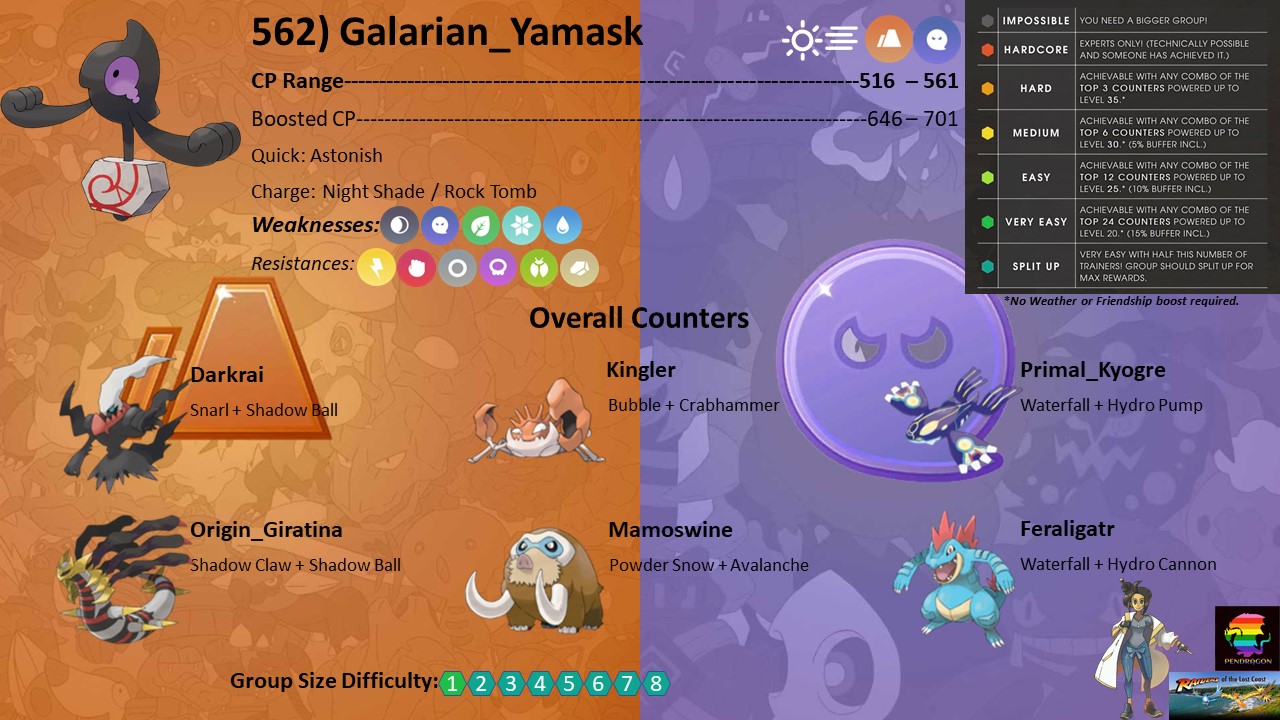 562) Galarian_Yamask
CP Range------------------------------------------------------------------------516 – 561
Boosted CP------------------------------------------------------------------------646 – 701
Quick: Astonish
Charge: Night Shade / Rock Tomb
Weaknesses:
Resistances:
IMPOSSIBLE YOU NEED A BIGGER GROUP!
HARDCORE EXPERTS ONLY! (TECHNICALLY POSSIBLE
AND SOMEONE HAS ACHIEVED IT.)
HARD ACHIEVABLE WITH ANY COMBO OF THE
TOP 3 COUNTERS POWERED UP TO
LEVEL 35.*
MEDIUM ACHIEVABLE WITH ANY COMBO OF THE
TOP 6 COUNTERS POWERED UP TO
LEVEL 30.* (5% BUFFER INCL.)
EASY ACHIEVABLE WITH ANY COMBO OF THE
TOP 12 COUNTERS POWERED UP TO
LEVEL 25.* (10% BUFFER INCL.)
VERY EASY ACHIEVABLE WITH ANY COMBO OF THE
TOP 24 COUNTERS POWERED UP TO
LEVEL 20.* (15% BUFFER INCL.)
SPLIT UP VERY EASY WITH HALF THIS NUMBER OF
TRAINERS! GROUP SHOULD SPLIT UP FOR
MAX REWARDS.
*No Weather or Friendship boost required.
Overall Counters
Darkrai
Snarl + Shadow Ball
Kingler
Bubble + Crabhammer
Primal_Kyogre
Waterfall + Hydro Pump
Origin_Giratina
Shadow Claw + Shadow Ball
Mamoswine
Powder Snow + Avalanche
Feraligatr
Waterfall + Hydro Cannon
Group Size Difficulty: 1 2 3 4 5 6 7 8
PENDRAGON
RAIDERS of the Lost Coast